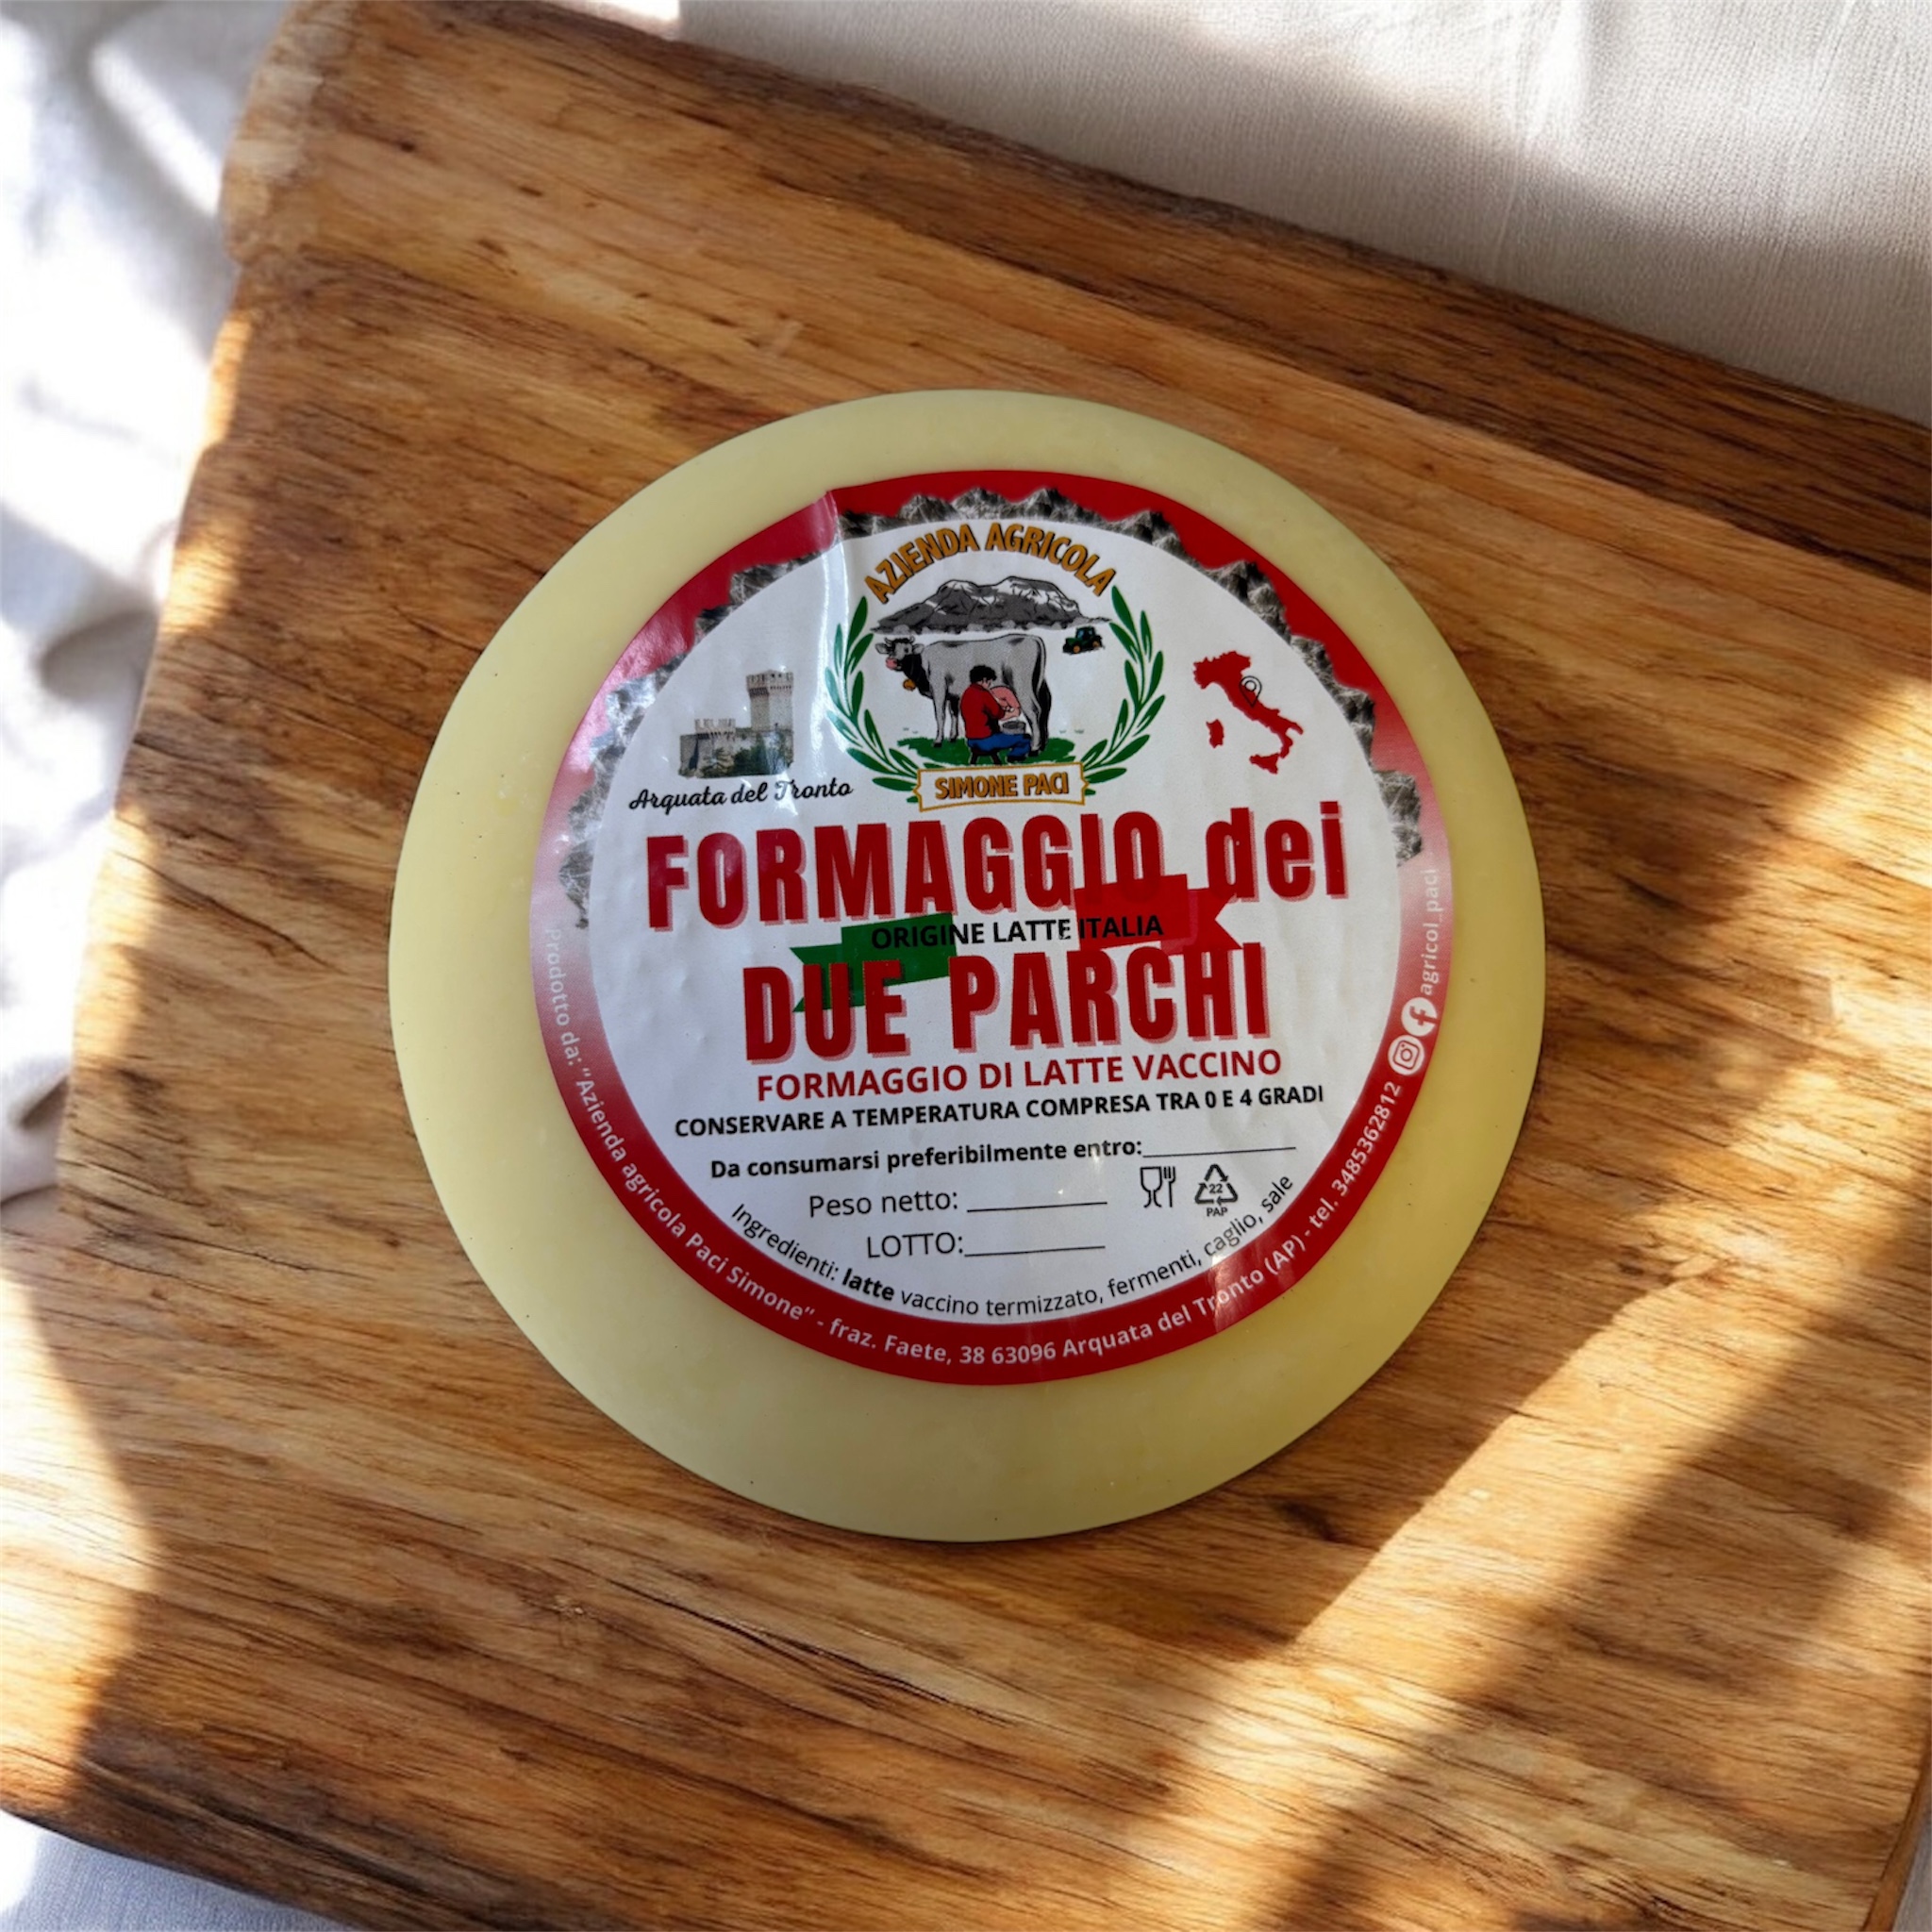 AZIENDA AGRICOLA
SIMONE PACI
Arquata del Tronto
FORMAGGIO dei
ORIGINE LATTE ITALIA
DUE PARCHI
FORMAGGIO DI LATTE VACCINO
CONSERVARE A TEMPERATURA COMPRESA TRA 0 E 4 GRADI
Da consumarsi preferibilmente entro:
Peso netto:
LOTTO:
22
PAP
Ingredienti: latte vaccino termizzato, fermenti, caglio, sale
Prodotto da: "Azienda agricola Paci Simone" - fraz. Faete, 38 63096 Arquata del Tronto (AP) - tel. 3485362812 agricol_paci